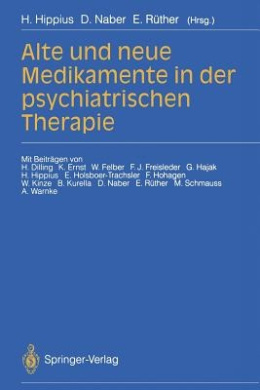 H. Hippius D. Naber E. Rüther (Hrsg.)
Alte und neue
Medikamente in der
psychiatrischen
Therapie
Mit Beiträgen von
H. Dilling K. Ernst W. Felber F. J. Freisleder G. Hajak
H. Hippius E. Holsboer-Trachsler F. Hohagen
W. Kinze B. Kurella D. Naber E. Rüther M. Schmauss
A. Warnke
Springer-Verlag